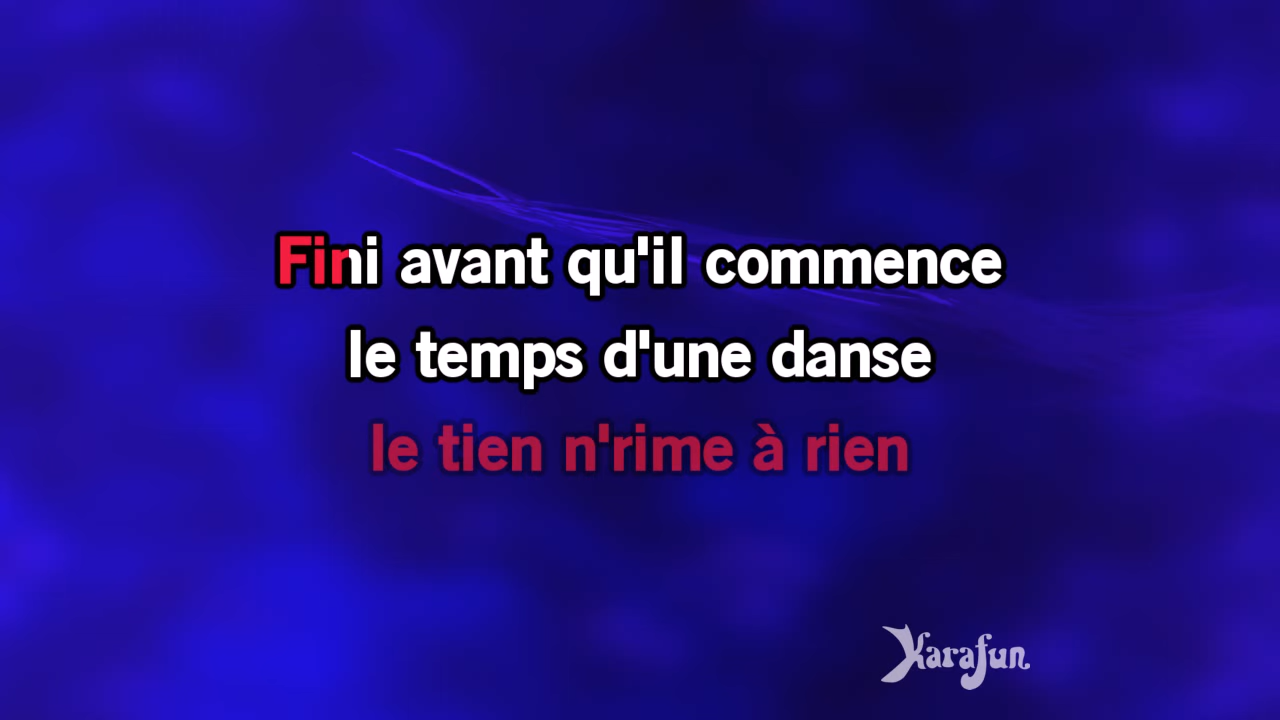 Fini avant qu'il commence
le temps d'une danse
le tien n'rime à rien
Karafun